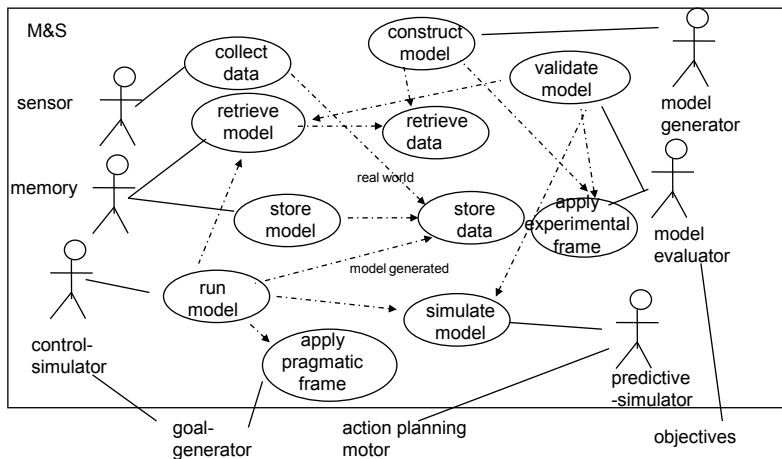 M&S
construct
model
collect
data
validate
model
sensor
model
generator
retrieve
model
retrieve
data
real world
memory
store
model
store
data
apply
experimental
frame
model
evaluator
model generated
run
model
simulate
model
control-
simulator
apply
pragmatic
frame
predictive
-simulator
goal-
generator
action planning
motor
objectives